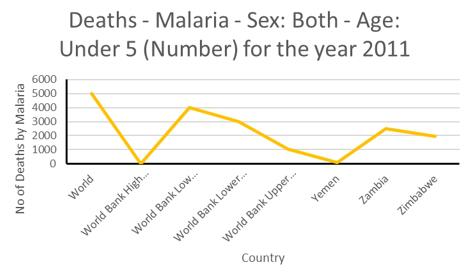 Deaths - Malaria - Sex: Both - Age:
Under 5 (Number) for the year 2011
No of Deaths by Malaria
6000
5000
4000
3000
2000
1000
0
World
World Bank High...
World Bank Low...
World Bank Lower...
World Bank Upper...
Yemen
Zambia
Zimbabwe
Country